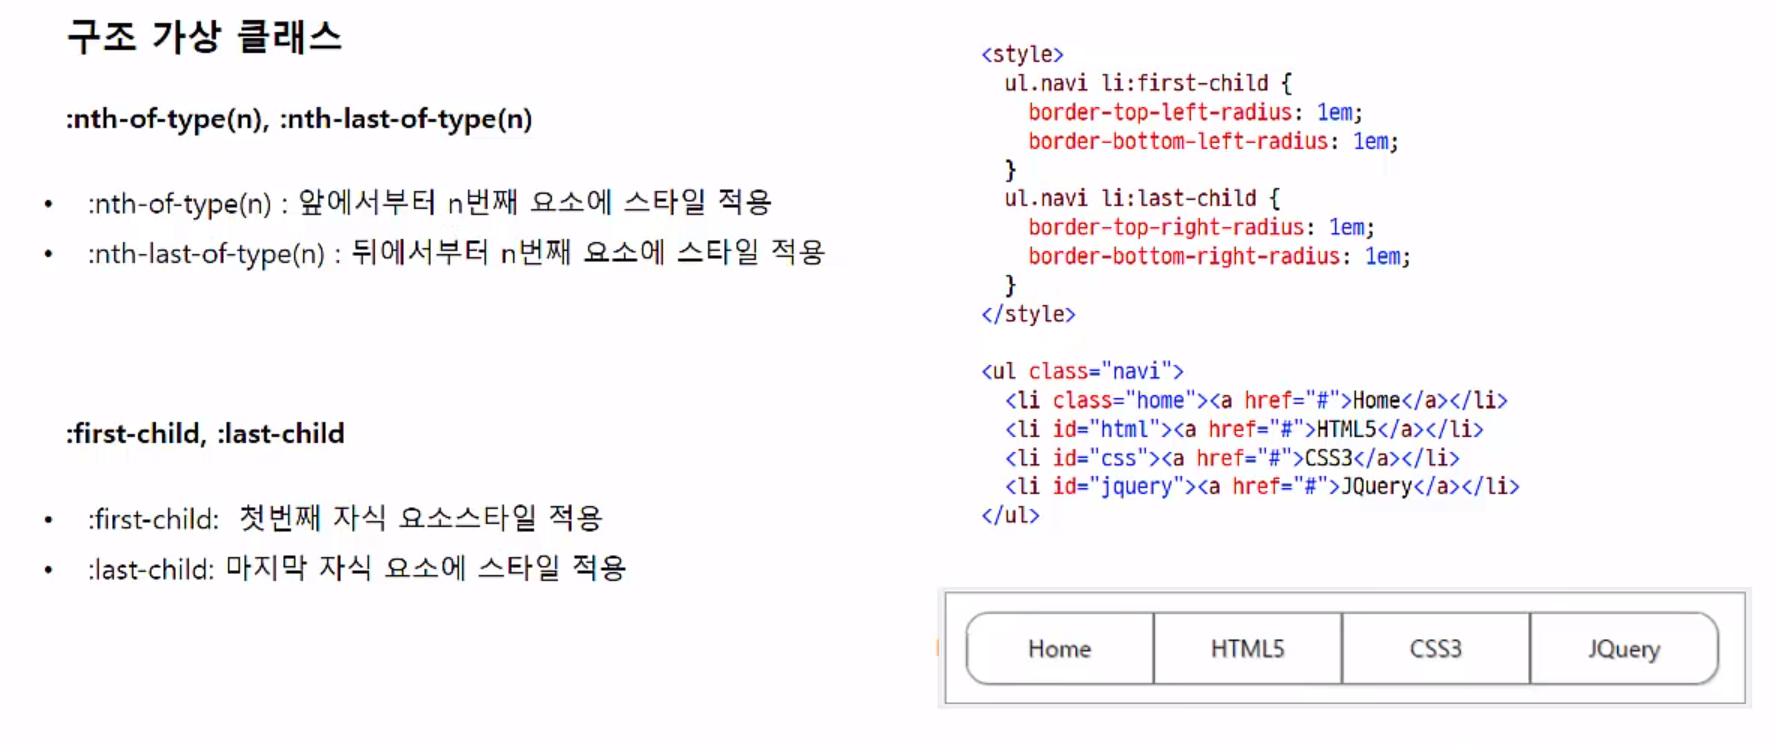 구조 가상 클래스
:nth-of-type(n), :nth-last-of-type(n)
• :nth-of-type(n) : 앞에서부터 n번째 요소에 스타일 적용
• :nth-last-of-type(n) : 뒤에서부터 n번째 요소에 스타일 적용
:first-child, :last-child
• :first-child: 첫번째 자식 요소스타일 적용
• :last-child: 마지막 자식 요소에 스타일 적용
<style>
ul.navi li:first-child {
border-top-left-radius: 1em;
border-bottom-left-radius: 1em;
}
ul.navi li:last-child {
border-top-right-radius: 1em;
border-bottom-right-radius: 1em;
}
</style>
<ul class="navi">
<li class="home"><a href="#">Home</a></li>
<li id="html"><a href="#">HTML5</a></li>
<li id="css"><a href="#">CSS3</a></li>
<li id="jquery"><a href="#">JQuery</a></li>
</ul>
Home HTML5 CSS3 JQuery